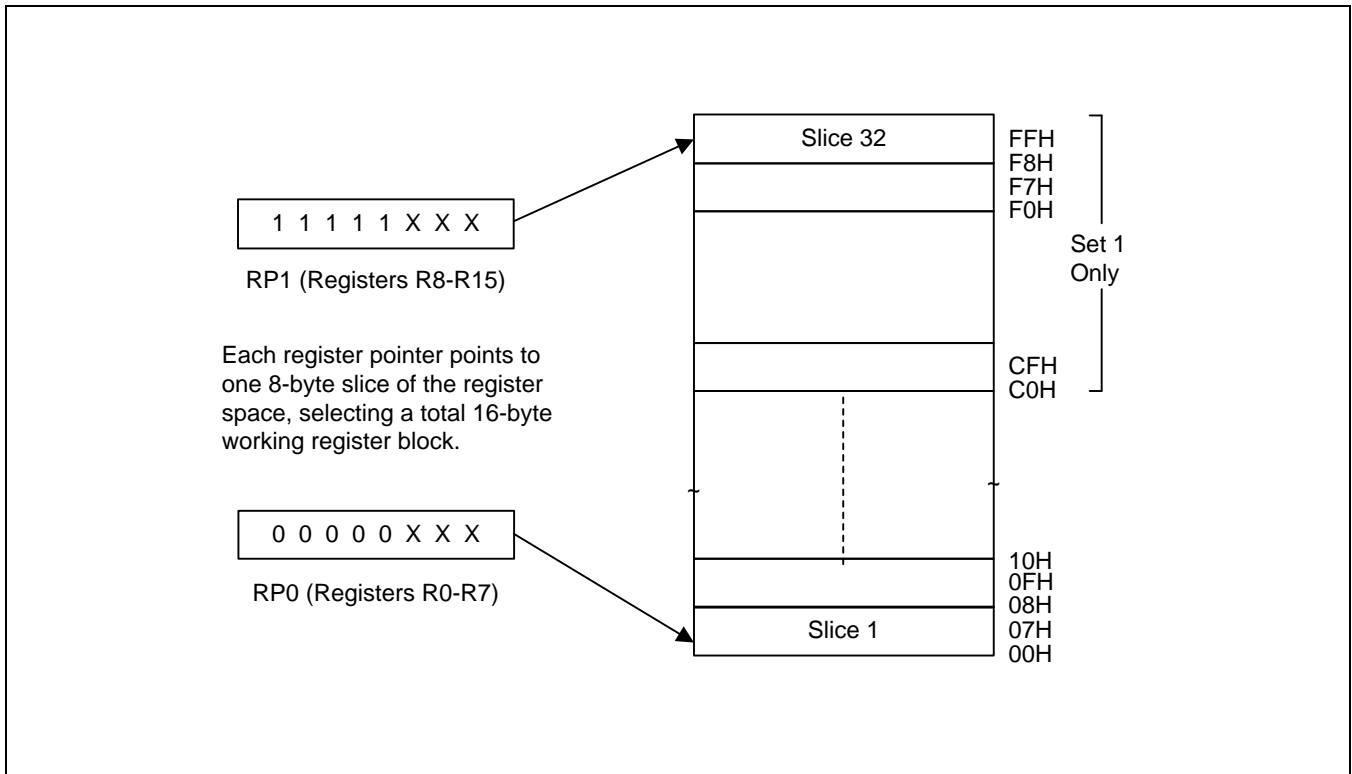 Slice 32
FFH
F8H
F7H
F0H
Set 1
Only
1 1 1 1 1 X X X
RP1 (Registers R8-R15)
Each register pointer points to
one 8-byte slice of the register
space, selecting a total 16-byte
working register block.
CFH
C0H
~
~
0 0 0 0 0 X X X
RP0 (Registers R0-R7)
10H
0FH
08H
Slice 1
07H
00H